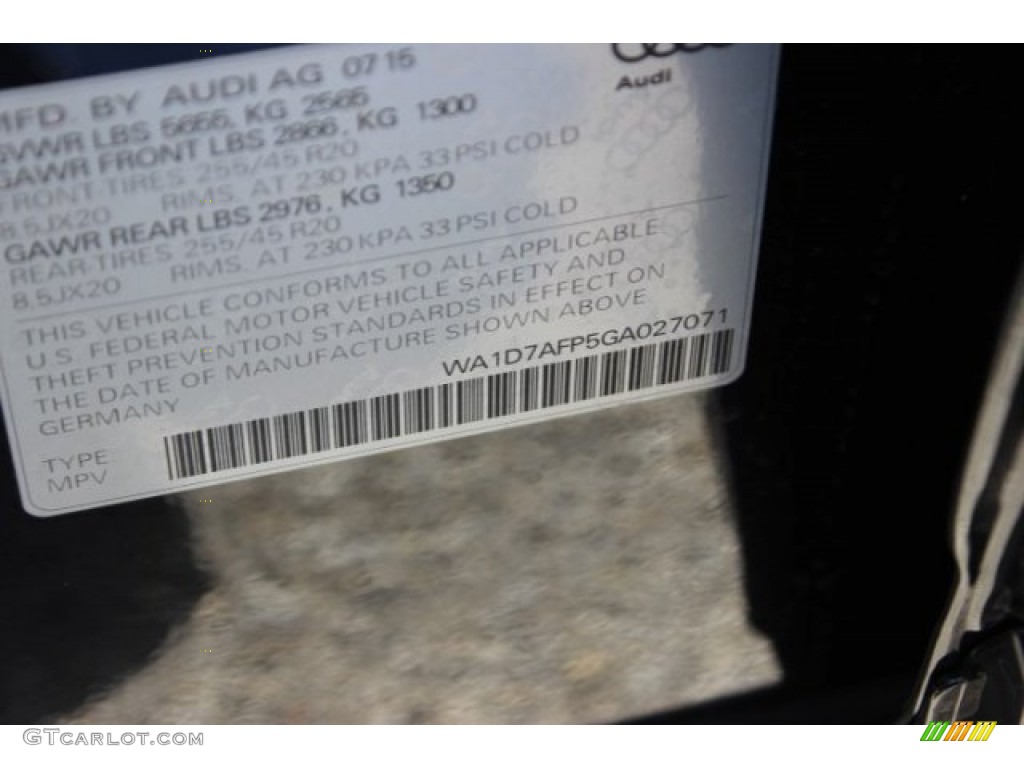 MFD. BY AUDI AG 07 15
GVWR LBS 5655, KG 2565
GAWR FRONT LBS 2866, KG 1300
FRONT TIRES 255/45 R20
8.5JX20 RIMS, AT 230 KPA 33 PSI COLD
GAWR REAR LBS 2976, KG 1350
REAR TIRES 255/45 R20
8.5JX20 RIMS, AT 230 KPA 33 PSI COLD
Audi
THIS VEHICLE CONFORMS TO ALL APPLICABLE
U.S. FEDERAL MOTOR VEHICLE SAFETY AND
THEFT PREVENTION STANDARDS IN EFFECT ON
THE DATE OF MANUFACTURE SHOWN ABOVE
GERMANY
WA1D7AFP5GA027071
TYPE
MPV
GTCarlot.com